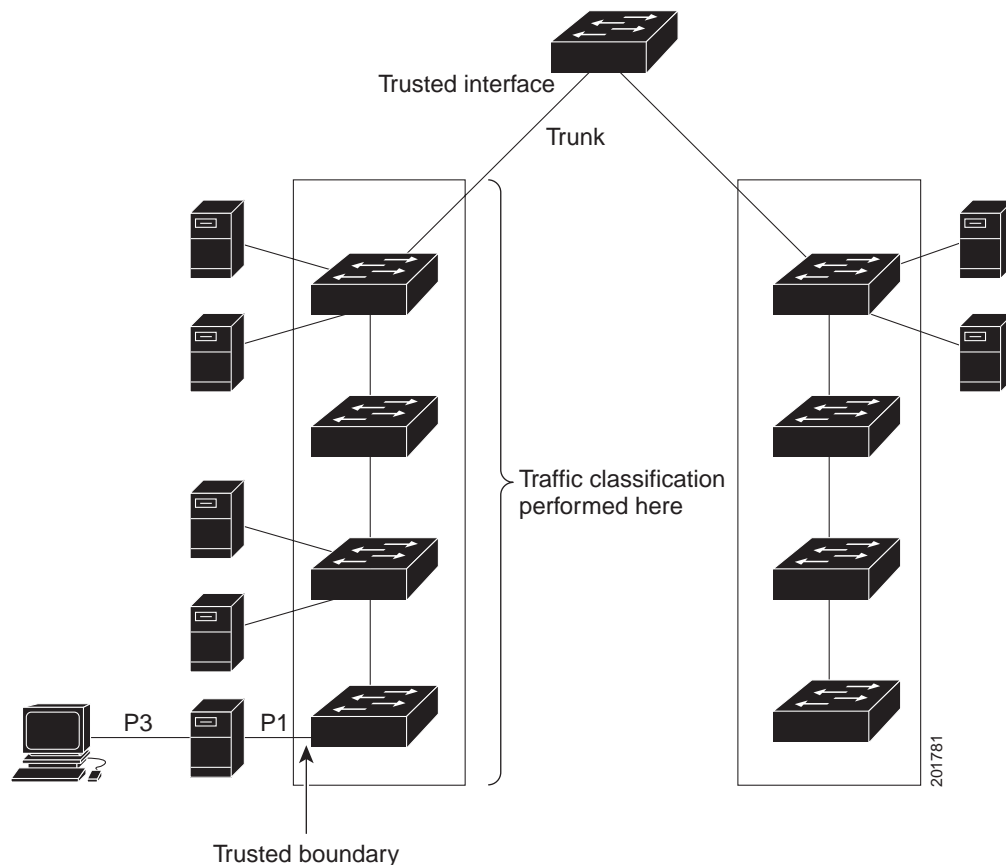 Trusted interface
Trunk
Traffic classification
performed here
P3
P1
201781
Trusted boundary